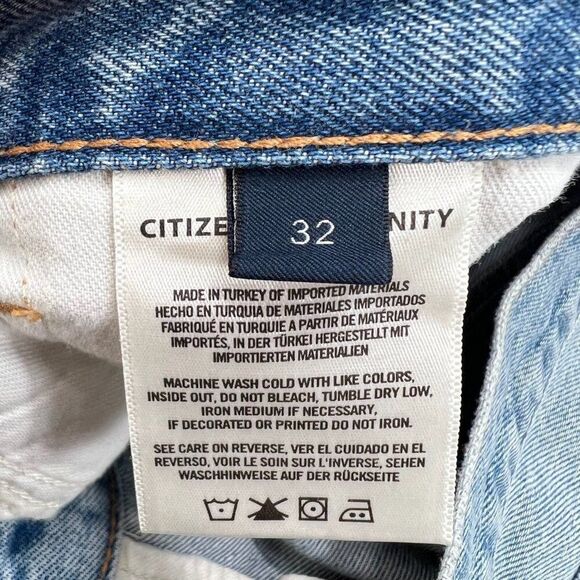 CITIZE
32
NITY
MADE IN TURKEY OF IMPORTED MATERIALS
HECHO EN TURQUIA DE MATERIALES IMPORTADOS
FABRIQUÉ EN TURQUIE A PARTIR DE MATÉRIAUX
IMPORTÉS, IN DER TÜRKEI HERGESTELLT MIT
IMPORTIERTEN MATERIALIEN
MACHINE WASH COLD WITH LIKE COLORS,
INSIDE OUT, DO NOT BLEACH, TUMBLE DRY LOW,
IRON MEDIUM IF NECESSARY,
IF DECORATED OR PRINTED DO NOT IRON.
SEE CARE ON REVERSE, VER EL CUIDADO EN EL
REVERSO, VOIR LE SOIN SUR L'INVERSE, SEHEN
WASCHHINWEISE AUF DER RÜCKSEITE